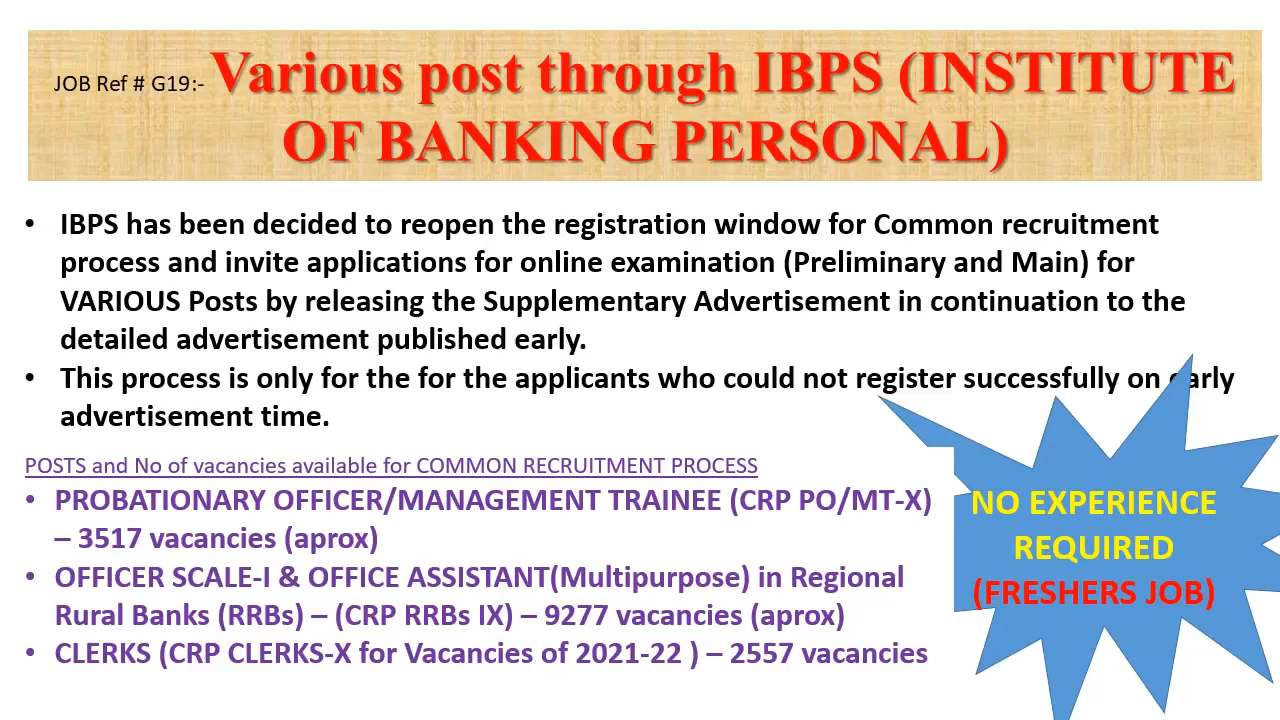 JOB Ref # G19:- Various post through IBPS (INSTITUTE
OF BANKING PERSONAL)
• IBPS has been decided to reopen the registration window for Common recruitment
process and invite applications for online examination (Preliminary and Main) for
VARIOUS Posts by releasing the Supplementary Advertisement in continuation to the
detailed advertisement published early.
• This process is only for the for the applicants who could not register successfully on early
advertisement time.
POSTS and No of vacancies available for COMMON RECRUITMENT PROCESS
• PROBATIONARY OFFICER/MANAGEMENT TRAINEE (CRP PO/MT-X)
– 3517 vacancies (aprox)
• OFFICER SCALE-I & OFFICE ASSISTANT(Multipurpose) in Regional
Rural Banks (RRBs) – (CRP RRBs IX) – 9277 vacancies (aprox)
• CLERKS (CRP CLERKS-X for Vacancies of 2021-22 ) – 2557 vacancies
NO EXPERIENCE
REQUIRED
(FRESHERS JOB)